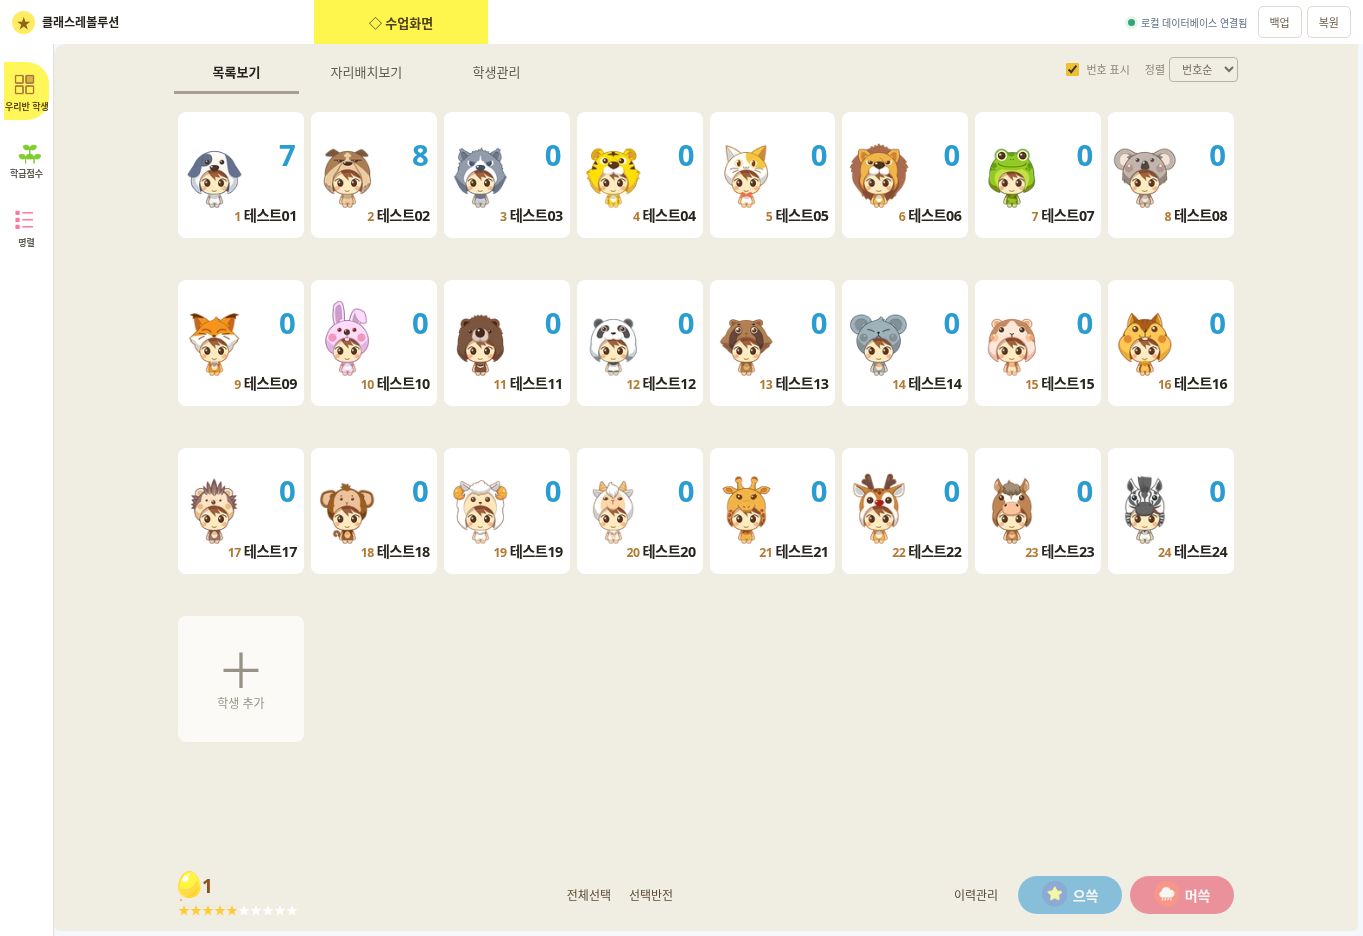 클래스레볼루션
◇ 수업화면
로컬 데이터베이스 연결됨
백업
복원
목록보기
자리배치보기
학생관리
번호 표시
정렬
번호순
우리반 학생
학급점수
명렬
7
1 테스트01
8
2 테스트02
0
3 테스트03
0
4 테스트04
0
5 테스트05
0
6 테스트06
0
7 테스트07
0
8 테스트08
0
9 테스트09
0
10 테스트10
0
11 테스트11
0
12 테스트12
0
13 테스트13
0
14 테스트14
0
15 테스트15
0
16 테스트16
0
17 테스트17
0
18 테스트18
0
19 테스트19
0
20 테스트20
0
21 테스트21
0
22 테스트22
0
23 테스트23
0
24 테스트24
학생 추가
1
전체선택
선택반전
이력관리
으쓱
머쓱